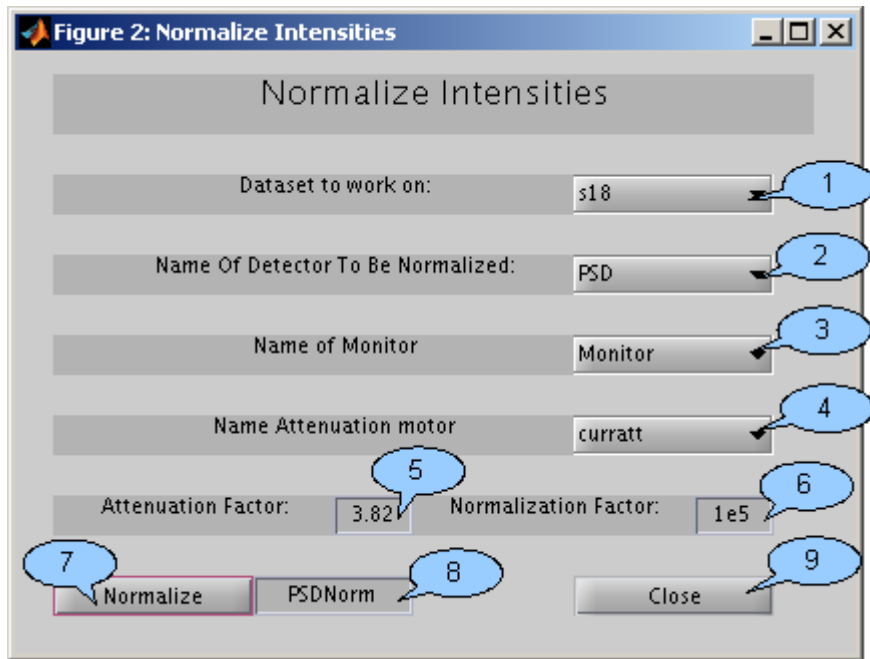 Figure 2: Normalize Intensities
Normalize Intensities
Dataset to work on: s18 1
Name Of Detector To Be Normalized: PSD 2
Name of Monitor Monitor 3
Name Attenuation motor curratt 4
5 6
Attenuation Factor: 3.82 Normalization Factor: 1e5
7 8 9
Normalize PSDNorm Close